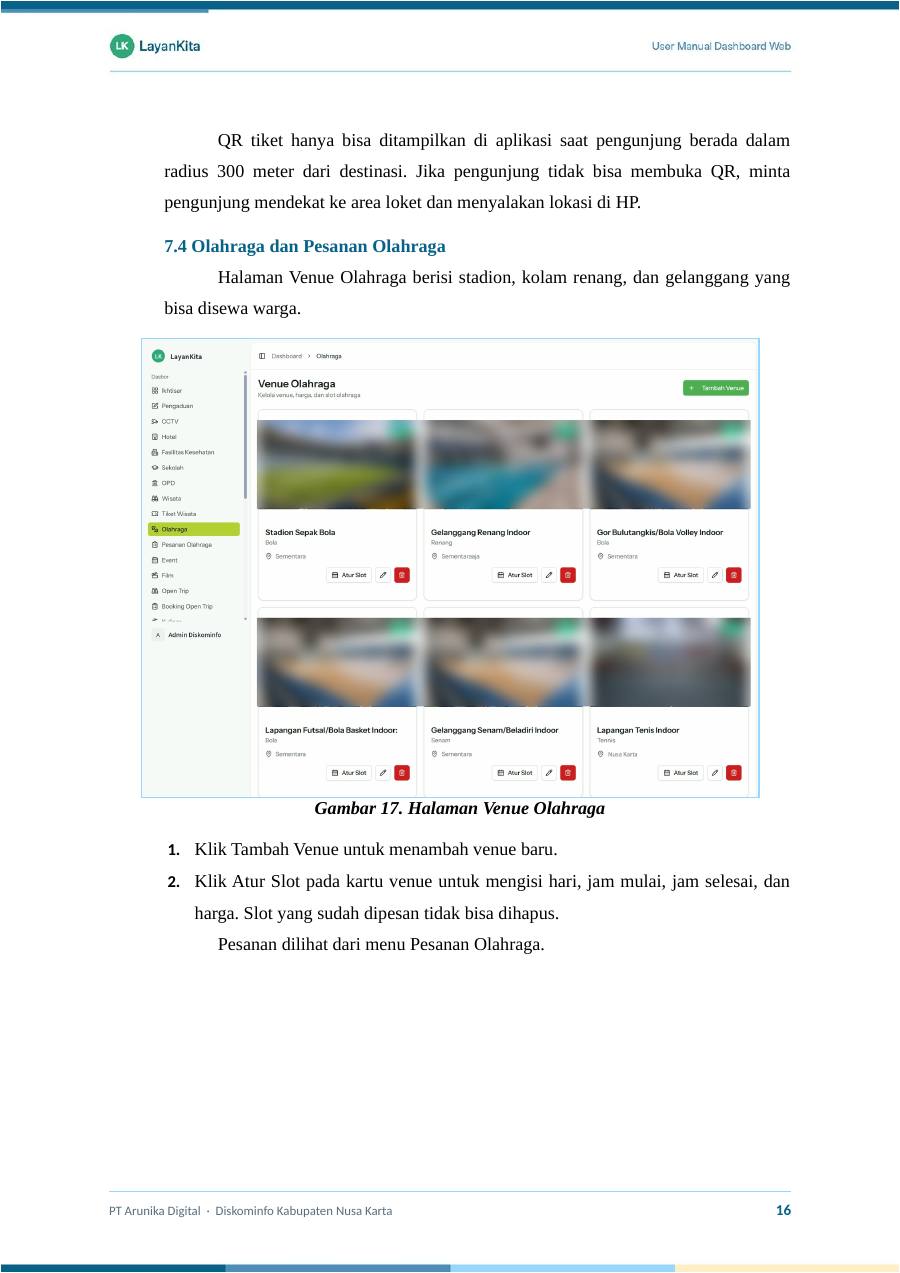 LK LayanKita
User Manual Dashboard Web
QR tiket hanya bisa ditampilkan di aplikasi saat pengunjung berada dalam
radius 300 meter dari destinasi. Jika pengunjung tidak bisa membuka QR, minta
pengunjung mendekat ke area loket dan menyalakan lokasi di HP.
7.4 Olahraga dan Pesanan Olahraga
Halaman Venue Olahraga berisi stadion, kolam renang, dan gelanggang yang
bisa disewa warga.
LK LayanKita
Dasbor
Ikhtisar
Pengaduan
CCTV
Hotel
Fasilitas Kesehatan
Sekolah
OPD
Wisata
Tiket Wisata
Olahraga
Pesanan Olahraga
Event
Film
Open Trip
Booking Open Trip
A Admin Diskominfo
Dashboard > Olahraga
Venue Olahraga
Kelola venue, harga, dan slot olahraga
+ Tambah Venue
Stadion Sepak Bola
Bola
Sementara
Atur Slot
Gelanggang Renang Indoor
Renang
Sementaraaja
Atur Slot
Gor Bulutangkis/Bola Volley Indoor
Bola
Sementara
Atur Slot
Lapangan Futsal/Bola Basket Indoor:
Bola
Sementara
Atur Slot
Gelanggang Senam/Beladiri Indoor
Senam
Sementara
Atur Slot
Lapangan Tenis Indoor
Tennis
Nusa Karta
Atur Slot
Gambar 17. Halaman Venue Olahraga
1. Klik Tambah Venue untuk menambah venue baru.
2. Klik Atur Slot pada kartu venue untuk mengisi hari, jam mulai, jam selesai, dan
harga. Slot yang sudah dipesan tidak bisa dihapus.
Pesanan dilihat dari menu Pesanan Olahraga.
PT Arunika Digital · Diskominfo Kabupaten Nusa Karta
16